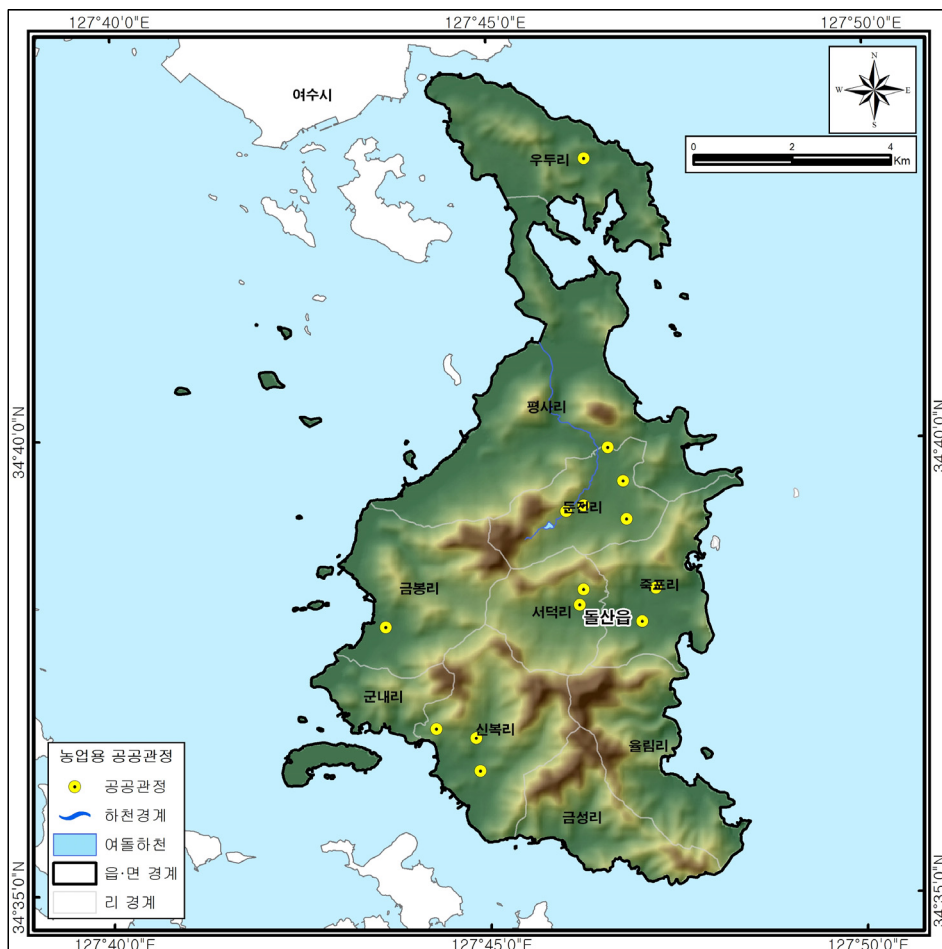 127°40'0"E
127°45'0"E
127°50'0"E
여수시
N
W
E
S
0
2
4
Km
우두리
평사리
34°40'0"N
34°40'0"N
둔전리
금봉리
죽포리
서덕리
돌산읍
군내리
신복리
율림리
금성리
농업용 공공관정
공공관정
하천경계
여돌하천
읍·면 경계
리 경계
34°35'0"N
34°35'0"N
127°40'0"E
127°45'0"E
127°50'0"E